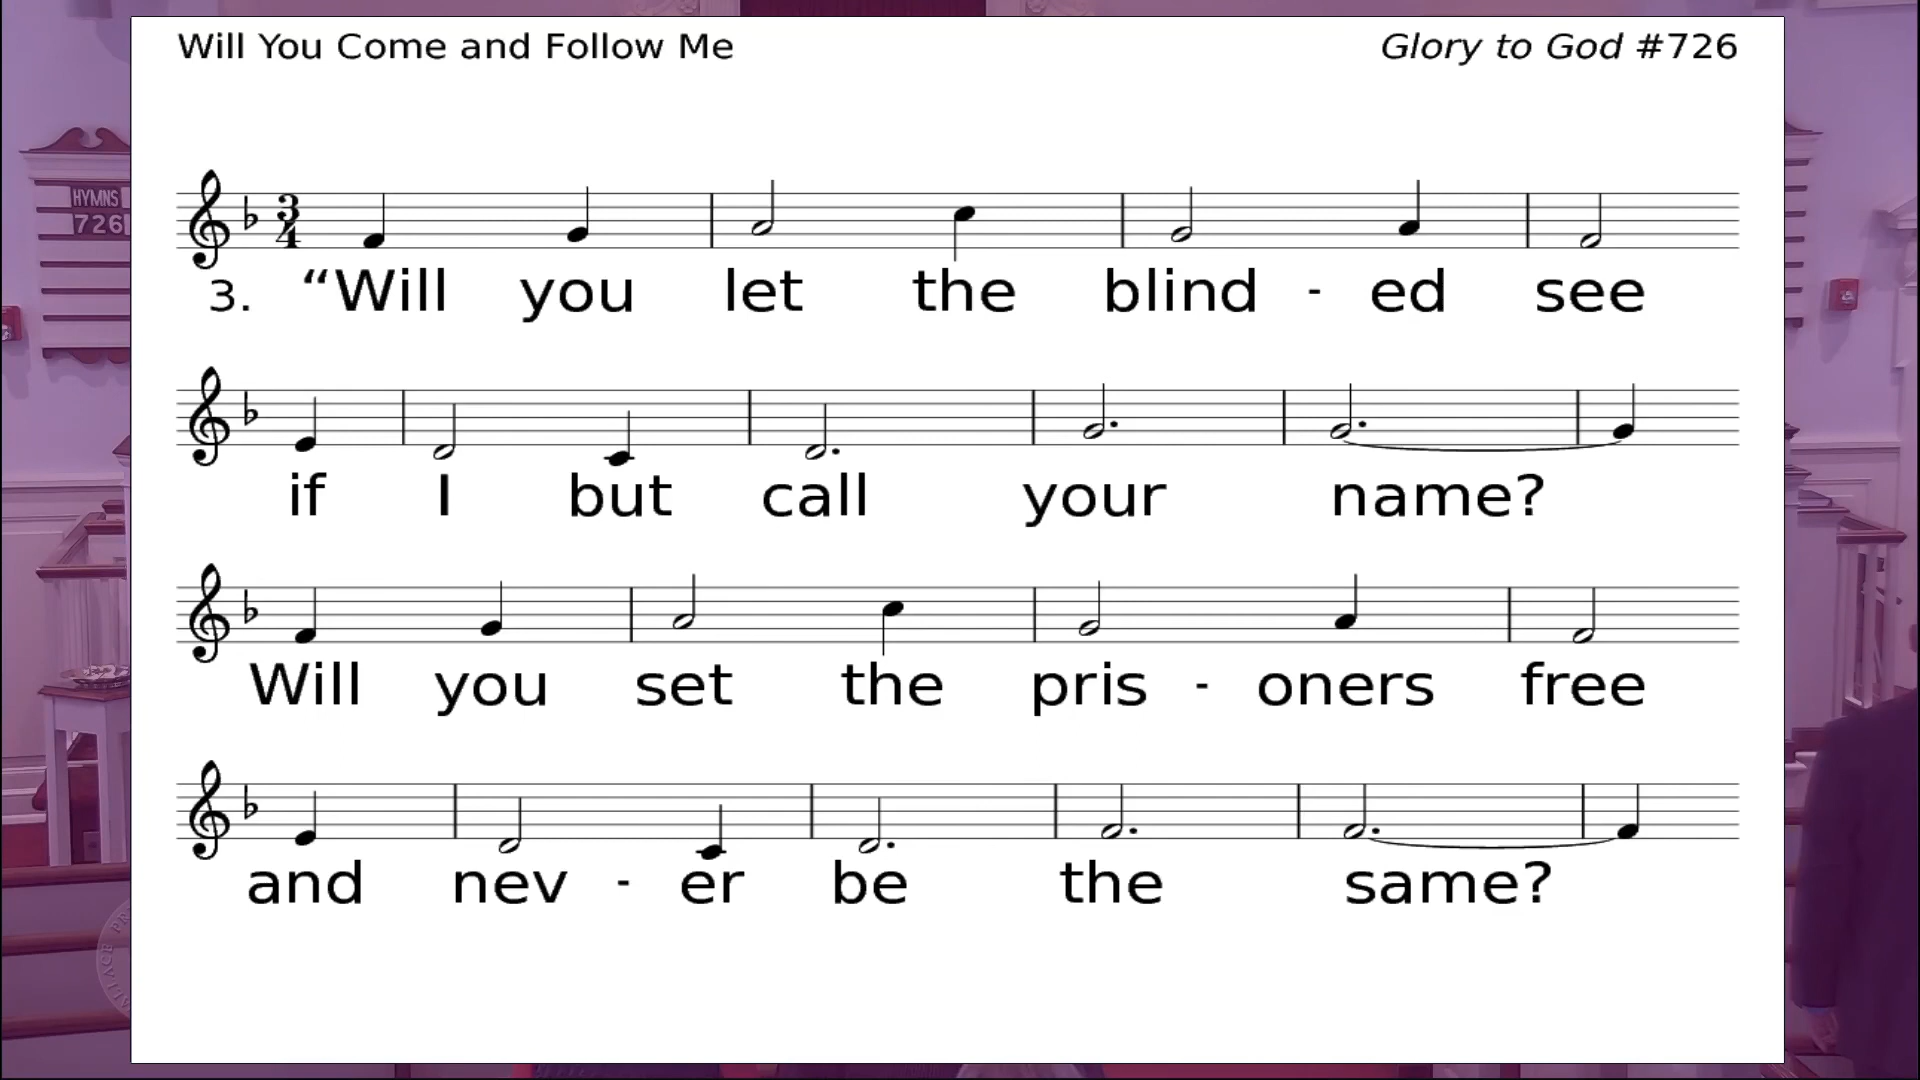 Will You Come and Follow Me
Glory to God #726
HYMNS
726
3. “Will you let the blind - ed see
if I but call your name?
Will you set the pris - oners free
and nev - er be the same?